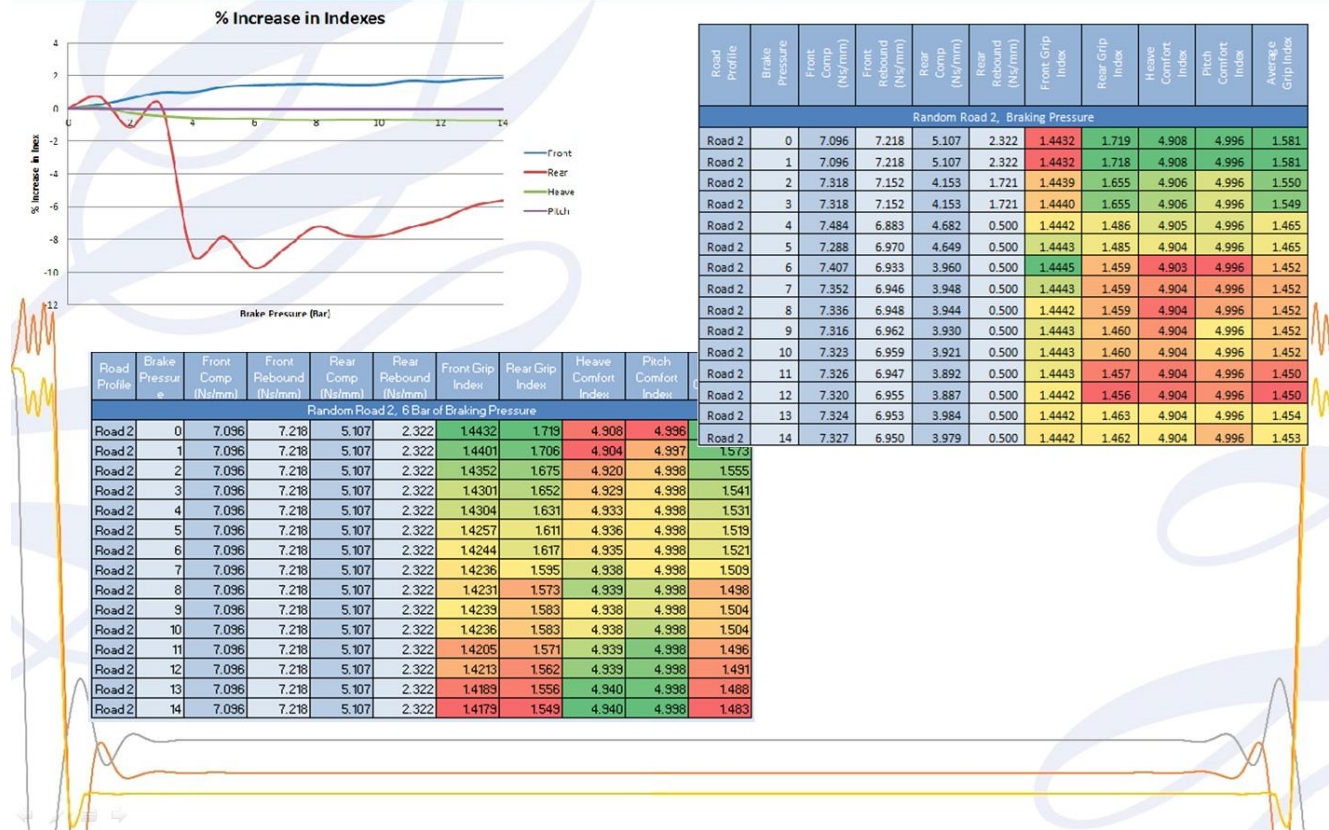 % Increase in Indexes
4
2
0
-2
-4
-6
-8
-10
-12
0 2 4 6 8 10 12 14
% Increase in Inex
Brake Pressure (Bar)
Front
Rear
Heave
Pitch
Road Profile Brake Pressure Front Comp (Ns/mm) Front Rebound (Ns/mm) Rear Comp (Ns/mm) Rear Rebound (Ns/mm) Front Grip Index Rear Grip Index Heave Comfort Index Pitch Comfort Index Average Grip Index
Random Road 2, Braking Pressure
Road 2 0 7.096 7.218 5.107 2.322 1.4432 1.719 4.908 4.996 1.581
Road 2 1 7.096 7.218 5.107 2.322 1.4432 1.718 4.908 4.996 1.581
Road 2 2 7.318 7.152 4.153 1.721 1.4439 1.655 4.906 4.996 1.550
Road 2 3 7.318 7.152 4.153 1.721 1.4440 1.655 4.906 4.996 1.549
Road 2 4 7.484 6.883 4.682 0.500 1.4442 1.486 4.905 4.996 1.465
Road 2 5 7.288 6.970 4.649 0.500 1.4443 1.485 4.904 4.996 1.465
Road 2 6 7.407 6.933 3.960 0.500 1.4445 1.459 4.903 4.996 1.452
Road 2 7 7.352 6.946 3.948 0.500 1.4443 1.459 4.904 4.996 1.452
Road 2 8 7.336 6.948 3.944 0.500 1.4442 1.459 4.904 4.996 1.452
Road 2 9 7.316 6.962 3.930 0.500 1.4443 1.460 4.904 4.996 1.452
Road 2 10 7.323 6.959 3.921 0.500 1.4443 1.460 4.904 4.996 1.452
Road 2 11 7.326 6.947 3.892 0.500 1.4443 1.457 4.904 4.996 1.450
Road 2 12 7.320 6.955 3.887 0.500 1.4442 1.456 4.904 4.996 1.450
Road 2 13 7.324 6.953 3.984 0.500 1.4442 1.463 4.904 4.996 1.454
Road 2 14 7.327 6.950 3.979 0.500 1.4442 1.462 4.904 4.996 1.453
Road Profile Brake Pressur e Front Comp (Ns/mm) Front Rebound (Ns/mm) Rear Comp (Ns/mm) Rear Rebound (Ns/mm) Front Grip Index Rear Grip Index Heave Comfort Index Pitch Comfort Index
Random Road 2, 6 Bar of Braking Pressure
Road 2 0 7.096 7.218 5.107 2.322 1.4432 1.719 4.908 4.996
Road 2 1 7.096 7.218 5.107 2.322 1.4401 1.706 4.904 4.997 1.573
Road 2 2 7.096 7.218 5.107 2.322 1.4352 1.675 4.920 4.998 1.555
Road 2 3 7.096 7.218 5.107 2.322 1.4301 1.652 4.929 4.998 1.541
Road 2 4 7.096 7.218 5.107 2.322 1.4304 1.631 4.933 4.998 1.531
Road 2 5 7.096 7.218 5.107 2.322 1.4257 1.611 4.936 4.998 1.519
Road 2 6 7.096 7.218 5.107 2.322 1.4244 1.617 4.935 4.998 1.521
Road 2 7 7.096 7.218 5.107 2.322 1.4236 1.595 4.938 4.998 1.509
Road 2 8 7.096 7.218 5.107 2.322 1.4231 1.573 4.939 4.998 1.498
Road 2 9 7.096 7.218 5.107 2.322 1.4239 1.583 4.938 4.998 1.504
Road 2 10 7.096 7.218 5.107 2.322 1.4236 1.583 4.938 4.998 1.504
Road 2 11 7.096 7.218 5.107 2.322 1.4205 1.571 4.939 4.998 1.496
Road 2 12 7.096 7.218 5.107 2.322 1.4213 1.562 4.939 4.998 1.491
Road 2 13 7.096 7.218 5.107 2.322 1.4189 1.556 4.940 4.998 1.488
Road 2 14 7.096 7.218 5.107 2.322 1.4179 1.549 4.940 4.998 1.483